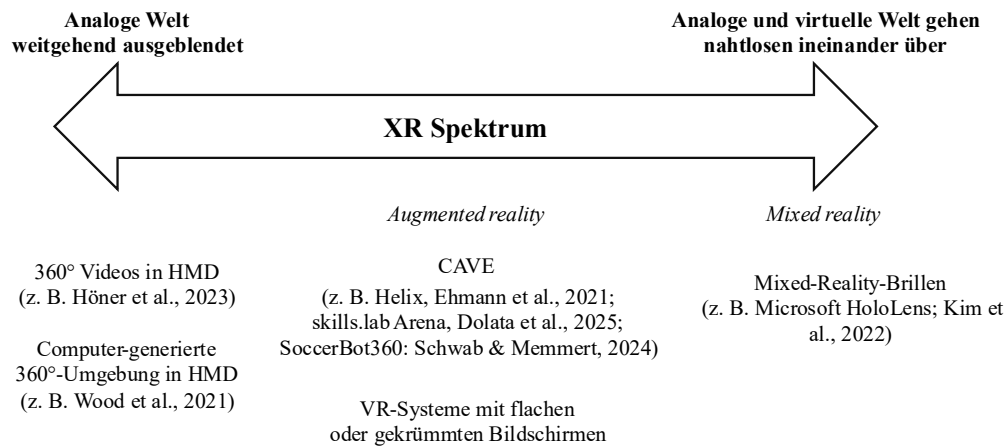 Analoge Welt
weitgehend ausgeblendet
Analoge und virtuelle Welt gehen
nahtlosen ineinander über
XR Spektrum
Augmented reality
Mixed reality
360° Videos in HMD
(z. B. Höner et al., 2023)
Computer-generierte
360°-Umgebung in HMD
(z. B. Wood et al., 2021)
CAVE
(z. B. Helix, Ehmann et al., 2021;
skills.lab Arena, Dolata et al., 2025;
SoccerBot360: Schwab & Memmert, 2024)
VR-Systeme mit flachen
oder gekrümmten Bildschirmen
Mixed-Reality-Brillen
(z. B. Microsoft HoloLens; Kim et
al., 2022)